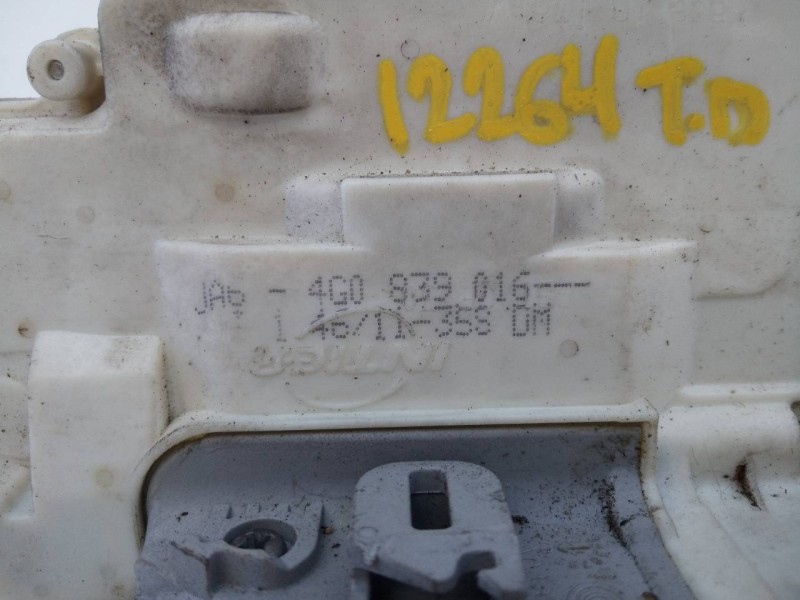 12264 T.D
JA6 - 4G0 839 016---
1 46/11-35S DM